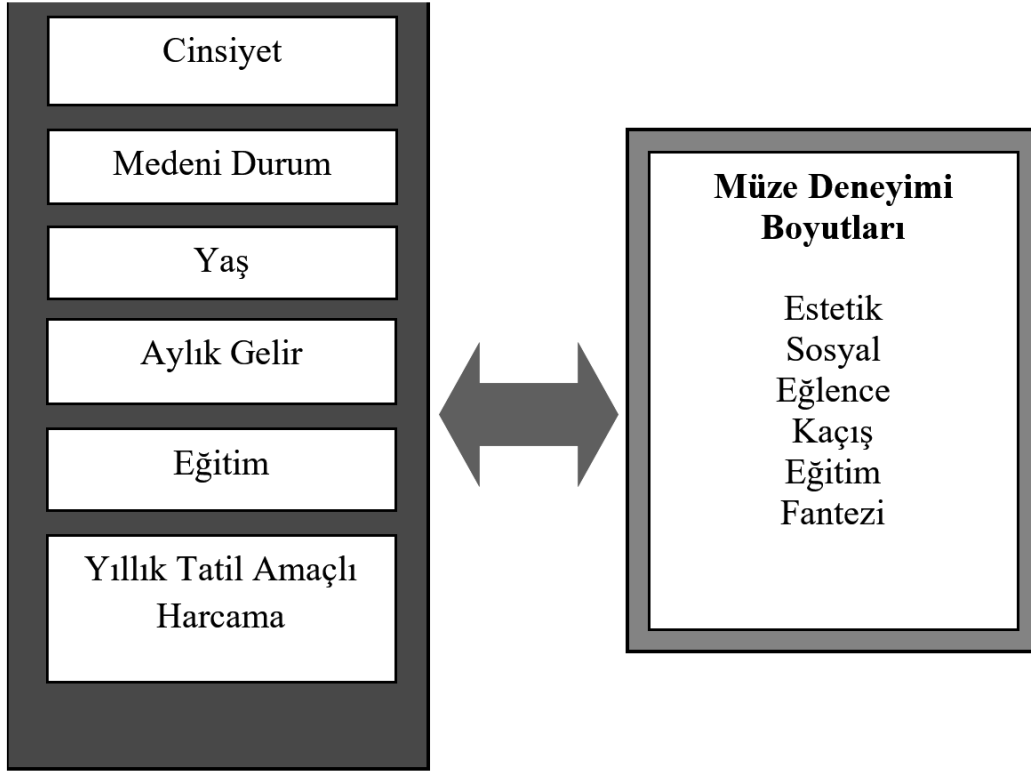 Cinsiyet
Medeni Durum
Yaş
Aylık Gelir
Eğitim
Yıllık Tatil Amaçlı
Harcama
Müze Deneyimi
Boyutları
Estetik
Sosyal
Eğlence
Kaçış
Eğitim
Fantezi